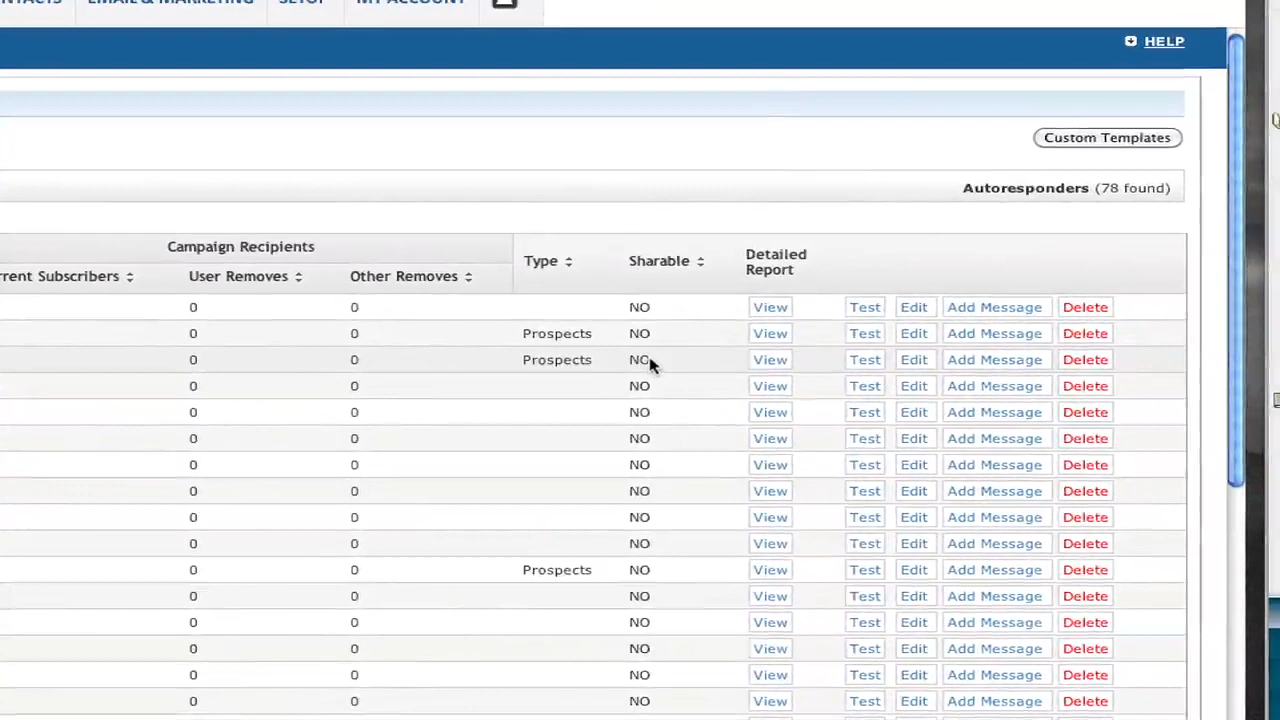 EMAIL & MARKETING SETUP MY ACCOUNT
HELP
Custom Templates
Autoresponders (78 found)
Campaign Recipients
Type Sharable Detailed Report
rrent Subscribers User Removes Other Removes
0 0 NO View Test Edit Add Message Delete
0 0 Prospects NO View Test Edit Add Message Delete
0 0 Prospects NO View Test Edit Add Message Delete
0 0 NO View Test Edit Add Message Delete
0 0 NO View Test Edit Add Message Delete
0 0 NO View Test Edit Add Message Delete
0 0 NO View Test Edit Add Message Delete
0 0 NO View Test Edit Add Message Delete
0 0 NO View Test Edit Add Message Delete
0 0 NO View Test Edit Add Message Delete
0 0 Prospects NO View Test Edit Add Message Delete
0 0 NO View Test Edit Add Message Delete
0 0 NO View Test Edit Add Message Delete
0 0 NO View Test Edit Add Message Delete
0 0 NO View Test Edit Add Message Delete
0 0 NO View Test Edit Add Message Delete